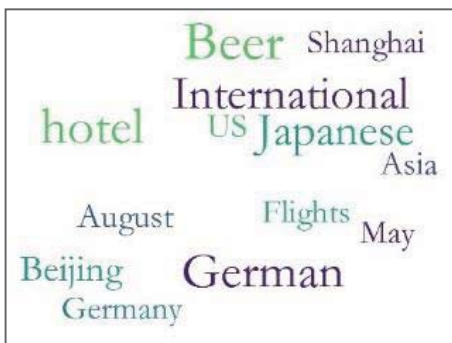 Beer Shanghai
International
hotel US Japanese
Asia
August Flights
May
Beijing German
Germany